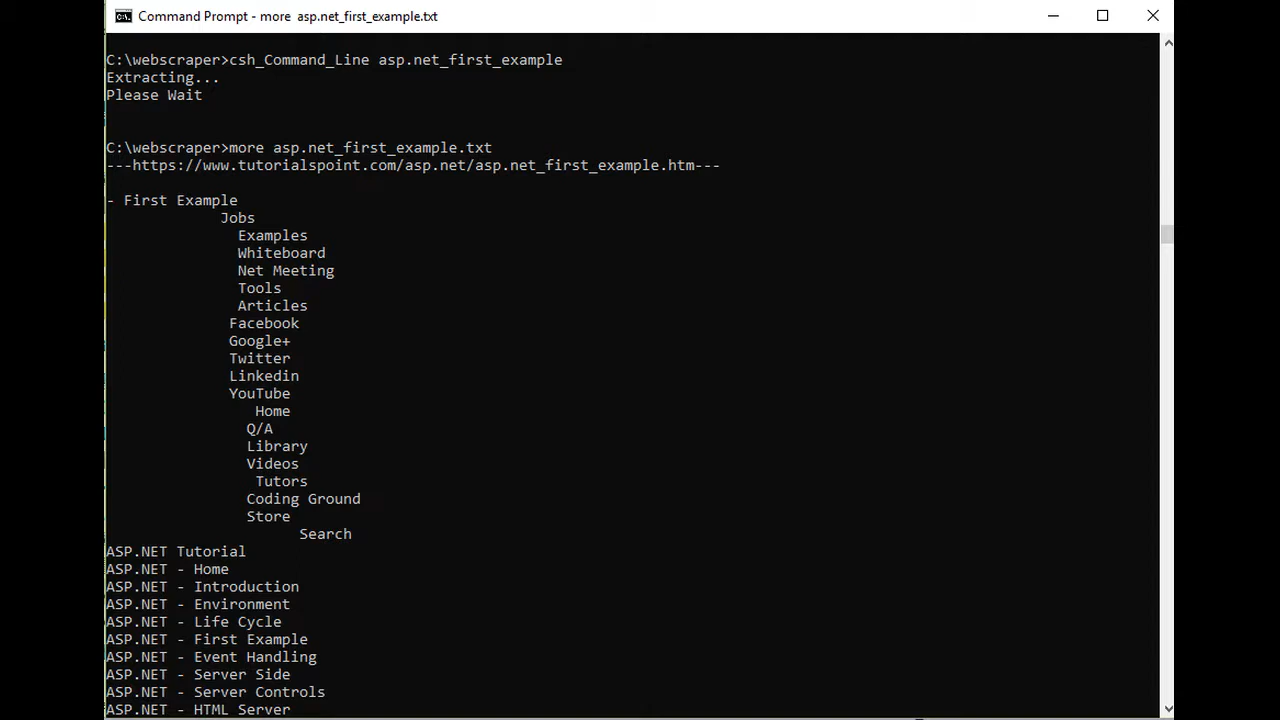 Command Prompt - more  asp.net_first_example.txt
C:\webscraper>csh_Command_Line asp.net_first_example
Extracting...
Please Wait
C:\webscraper>more asp.net_first_example.txt
---https://www.tutorialspoint.com/asp.net/asp.net_first_example.htm---
- First Example
Jobs
Examples
Whiteboard
Net Meeting
Tools
Articles
Facebook
Google+
Twitter
Linkedin
YouTube
Home
Q/A
Library
Videos
Tutors
Coding Ground
Store
Search
ASP.NET Tutorial
ASP.NET - Home
ASP.NET - Introduction
ASP.NET - Environment
ASP.NET - Life Cycle
ASP.NET - First Example
ASP.NET - Event Handling
ASP.NET - Server Side
ASP.NET - Server Controls
ASP.NET - HTML Server